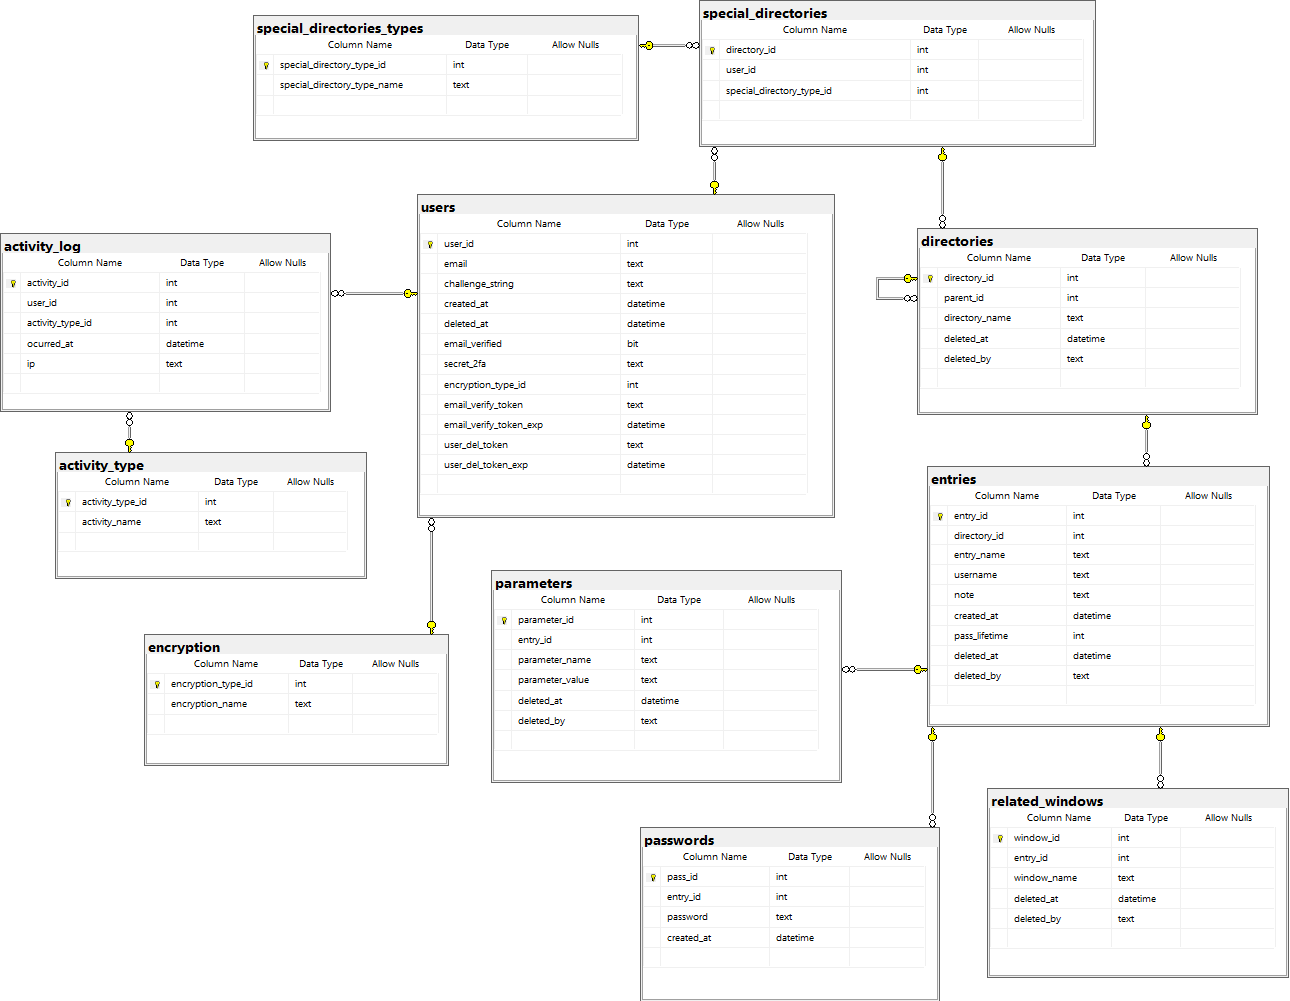 special_directories_types
Column Name Data Type Allow Nulls
special_directory_type_id int
special_directory_type_name text
special_directories
Column Name Data Type Allow Nulls
directory_id int
user_id int
special_directory_type_id int
users
Column Name Data Type Allow Nulls
user_id int
email text
challenge_string text
created_at datetime
deleted_at datetime
email_verified bit
secret_2fa text
encryption_type_id int
email_verify_token text
email_verify_token_exp datetime
user_del_token text
user_del_token_exp datetime
activity_log
Column Name Data Type Allow Nulls
activity_id int
user_id int
activity_type_id int
ocurred_at datetime
ip text
directories
Column Name Data Type Allow Nulls
directory_id int
parent_id int
directory_name text
deleted_at datetime
deleted_by text
activity_type
Column Name Data Type Allow Nulls
activity_type_id int
activity_name text
entries
Column Name Data Type Allow Nulls
entry_id int
directory_id int
entry_name text
username text
note text
created_at datetime
pass_lifetime int
deleted_at datetime
deleted_by text
parameters
Column Name Data Type Allow Nulls
parameter_id int
entry_id int
parameter_name text
parameter_value text
deleted_at datetime
deleted_by text
encryption
Column Name Data Type Allow Nulls
encryption_type_id int
encryption_name text
related_windows
Column Name Data Type Allow Nulls
window_id int
entry_id int
window_name text
deleted_at datetime
deleted_by text
passwords
Column Name Data Type Allow Nulls
pass_id int
entry_id int
password text
created_at datetime